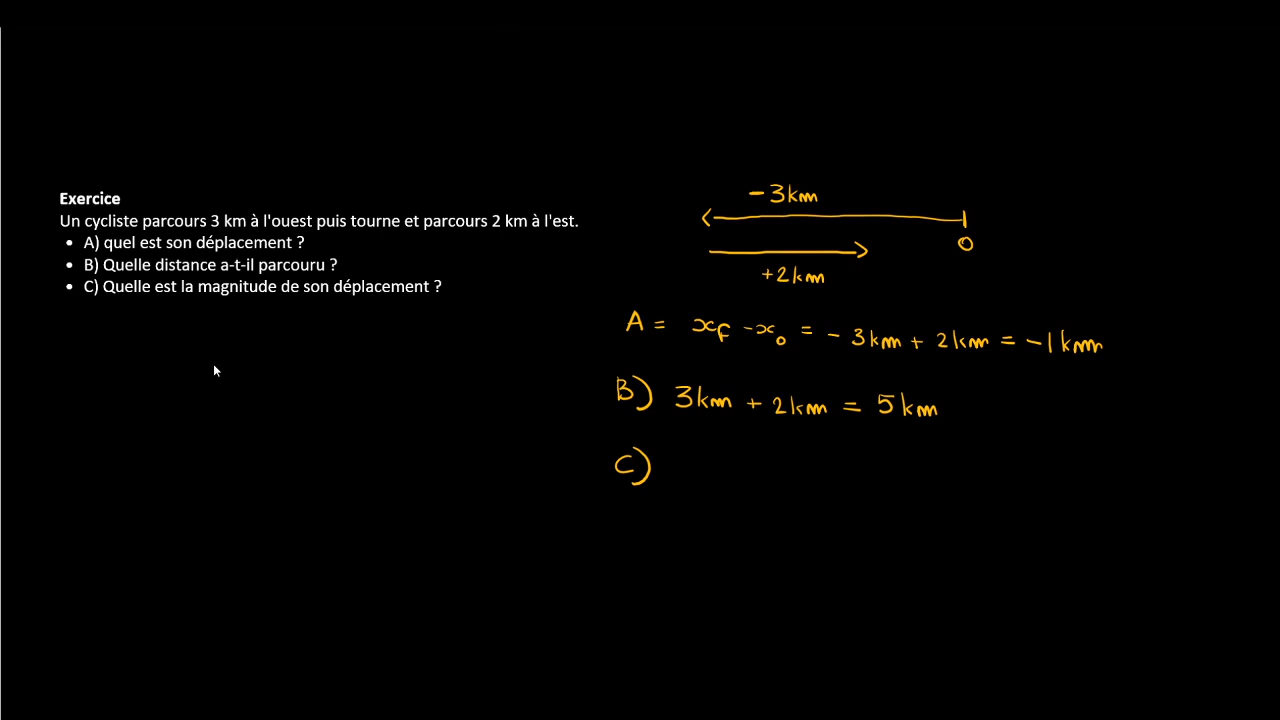 Exercice
Un cycliste parcours 3 km à l'ouest puis tourne et parcours 2 km à l'est.
• A) quel est son déplacement ?
• B) Quelle distance a-t-il parcouru ?
• C) Quelle est la magnitude de son déplacement ?
-3km
0
+2km
A = xf - x0 = - 3km + 2km = -1km
B) 3km + 2km = 5km
C)